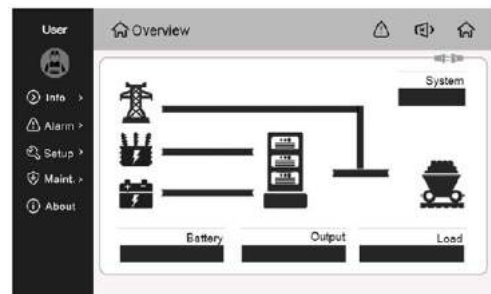 User
Overview
Info
Alarm
Setup
Maint.
About
System
Battery
Output
Load